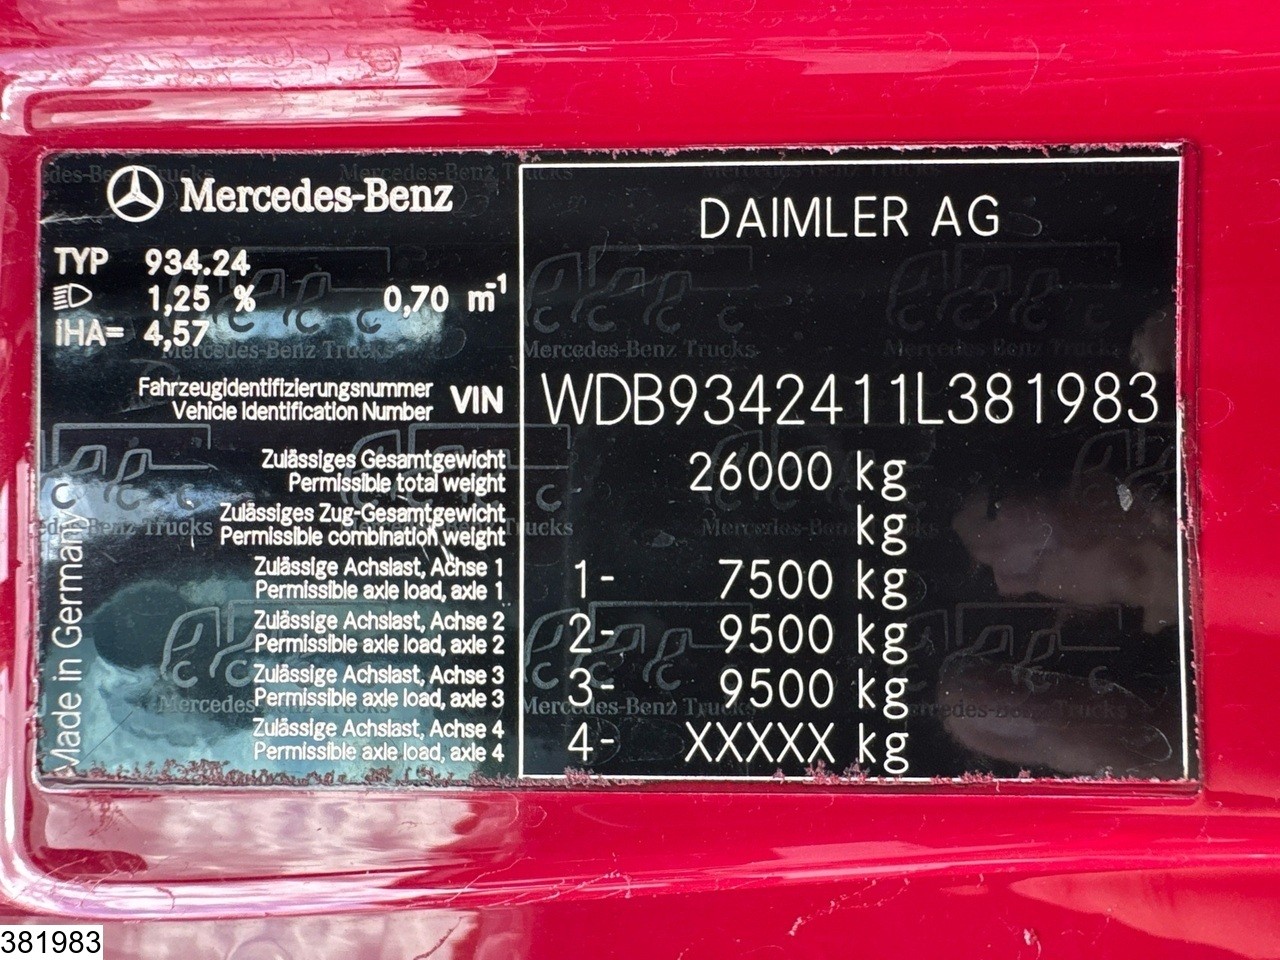 Mercedes-Benz
TYP 934.24
1,25 % 0,70 m⁻¹
iHA= 4,57
Fahrzeugidentifizierungsnummer
Vehicle Identification Number
VIN
Zulässiges Gesamtgewicht
Permissible total weight
Zulässiges Zug-Gesamtgewicht
Permissible combination weight
Zulässige Achslast, Achse 1
Permissible axle load, axle 1
Zulässige Achslast, Achse 2
Permissible axle load, axle 2
Zulässige Achslast, Achse 3
Permissible axle load, axle 3
Zulässige Achslast, Achse 4
Permissible axle load, axle 4
Made in Germany
DAIMLER AG
WDB9342411L381983
26000 kg
kg
1- 7500 kg
2- 9500 kg
3- 9500 kg
4- XXXXX kg
Mercedes-Benz Trucks
381983